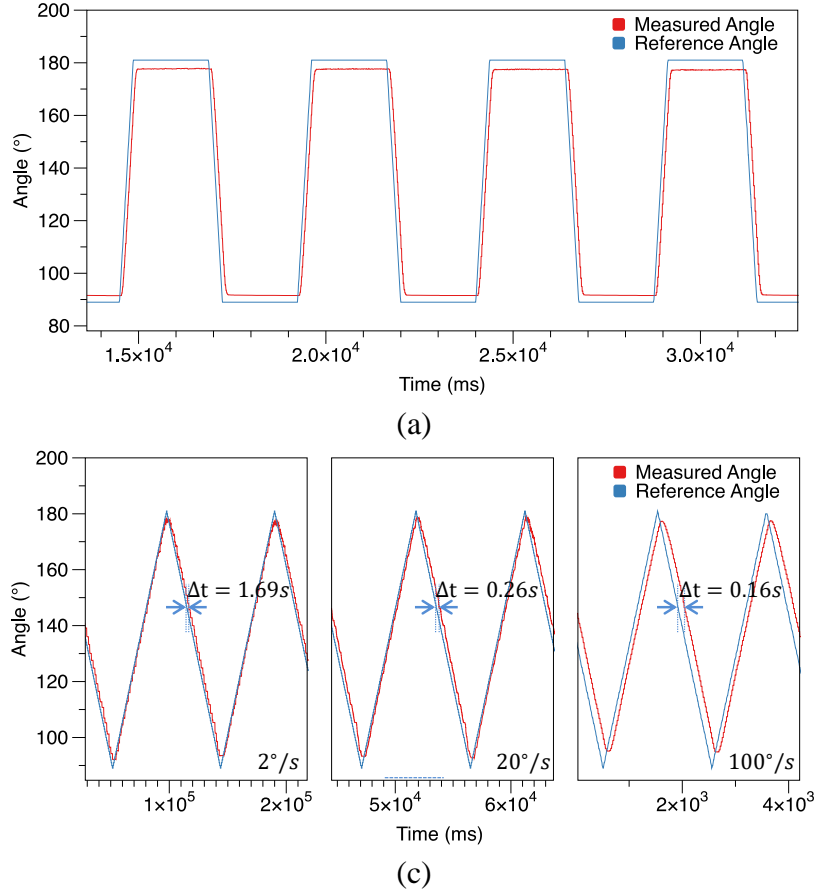 200
Measured Angle
Reference Angle
180
160
140
120
100
80
Angle (°)
1.5×10⁴
2.0×10⁴
2.5×10⁴
3.0×10⁴
Time (ms)
(a)
200
180
160
140
120
100
Angle (°)
Δt = 1.69s
2°/s
Δt = 0.26s
20°/s
Measured Angle
Reference Angle
Δt = 0.16s
100°/s
1×10⁵
2×10⁵
5×10⁴
6×10⁴
2×10³
4×10³
Time (ms)
(c)